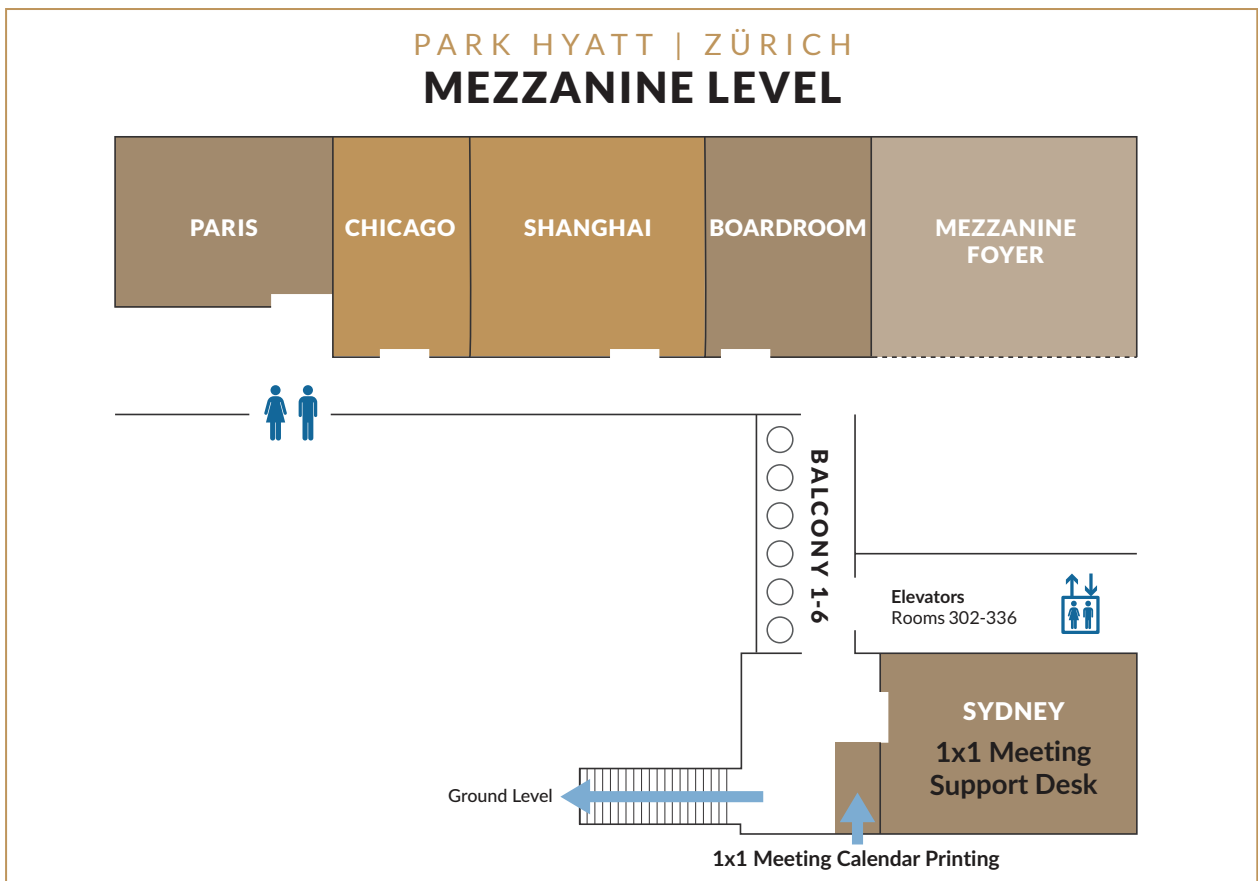 PARK HYATT | ZÜRICH
MEZZANINE LEVEL
PARIS
CHICAGO
SHANGHAI
BOARDROOM
MEZZANINE
FOYER
BALCONY 1-6
Elevators
Rooms 302-336
SYDNEY
1x1 Meeting
Support Desk
Ground Level
1x1 Meeting Calendar Printing